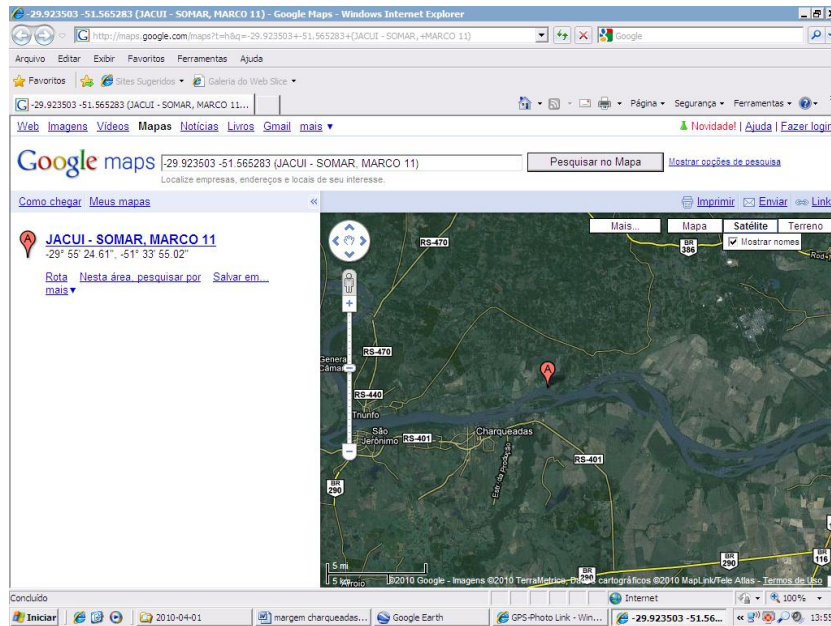 -29.923503 -51.565283 (JACUI - SOMAR, MARCO 11) - Google Maps - Windows Internet Explorer
http://maps.google.com/maps?t=h&q=-29.923503+-51.565283+(JACUI - SOMAR,+MARCO 11) Google
Arquivo Editar Exibir Favoritos Ferramentas Ajuda
Favoritos Sites Sugeridos Galeria do Web Slice
-29.923503 -51.565283 (JACUI - SOMAR, MARCO 11... Página Segurança Ferramentas
Web Imagens Vídeos Mapas Notícias Livros Gmail mais ▼ Novidade! | Ajuda | Fazer login
Google maps -29.923503 -51.565283 (JACUI - SOMAR, MARCO 11) Pesquisar no Mapa Mostrar opções de pesquisa
Localize empresas, endereços e locais de seu interesse.
Como chegar Meus mapas « Imprimir Enviar Link
A JACUI - SOMAR, MARCO 11
-29° 55' 24.61", -51° 33' 55.02"
Rota Nesta área, pesquisar por Salvar em...
mais▼
Mais... Mapa Satélite Terreno
Mostrar nomes
RS-470
BR
386
RS-470
General
Câmara
A
RS-440
Triunfo
São
Jerônimo
RS-401
Charqueadas
Estr. da Produção
RS-401
BR
290
BR
290
BR
116
5 mi
5 km
Arroio
©2010 Google - Imagens ©2010 TerraMetrica, Dados cartográficos ©2010 MapLink/Tele Atlas - Termos de Uso
Concluído Internet 100%
Iniciar 2010-04-01 margem charqueadas... Google Earth GPS-Photo Link - Win... -29.923503 -51.56... 13:55